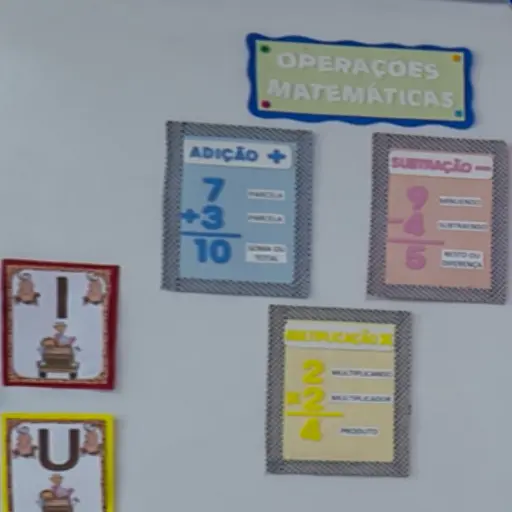 OPERAÇÕES
MATEMÁTICAS
ADIÇÃO +
7 PARCELA
+3 PARCELA
10 SOMA OU
TOTAL
SUBTRAÇÃO —
9 MINUENDO
-4 SUBTRAENDO
5 RESTO OU
DIFERENÇA
I
MULTIPLICAÇÃO X
2 MULTIPLICANDO
x2 MULTIPLICADOR
4 PRODUTO
U